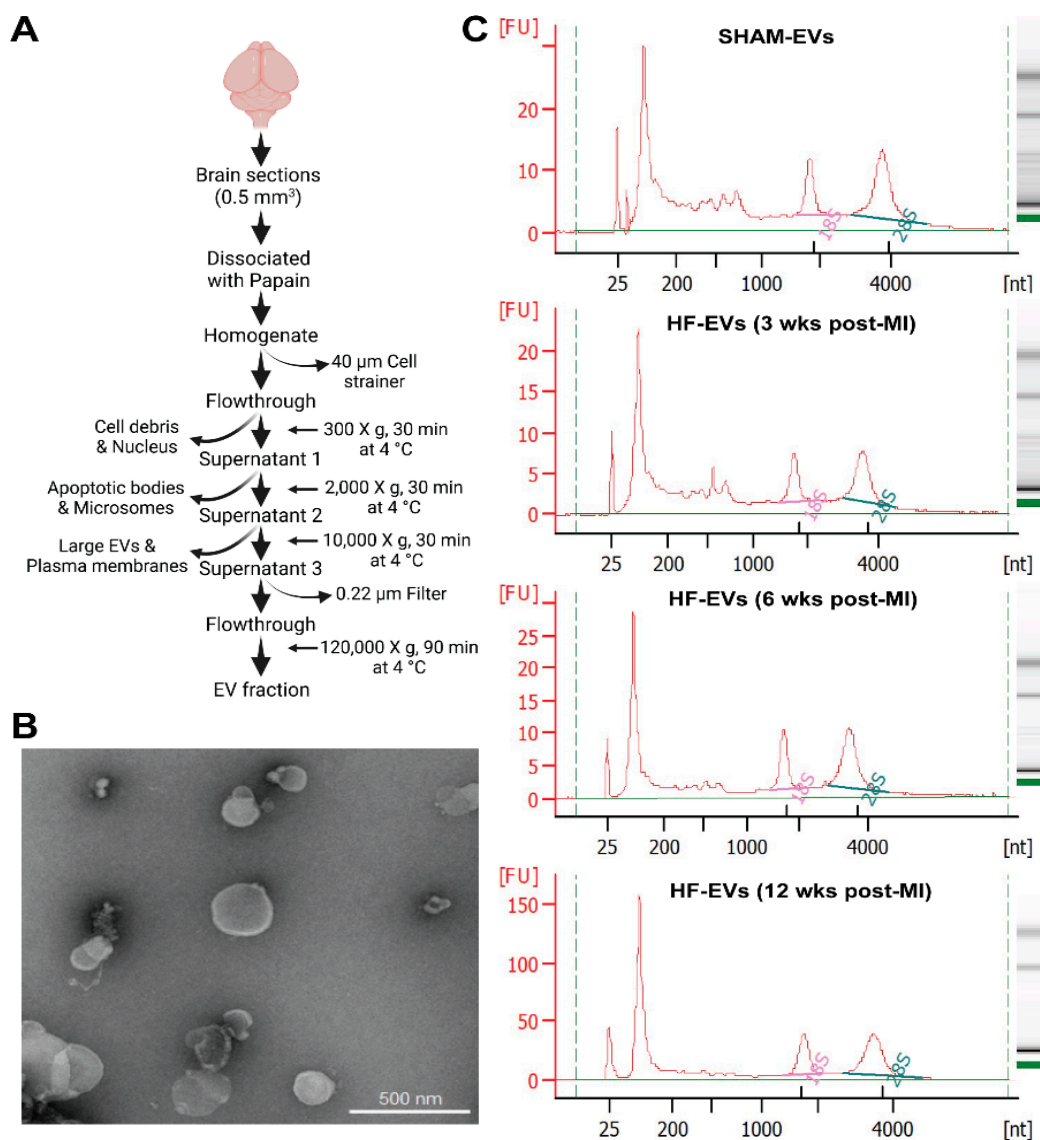 A
Brain sections
(0.5 mm³)
Dissociated
with Papain
Homogenate
40 µm Cell
strainer
Flowthrough
Cell debris
& Nucleus
300 X g, 30 min
at 4 °C
Supernatant 1
Apoptotic bodies
& Microsomes
2,000 X g, 30 min
at 4 °C
Supernatant 2
Large EVs &
Plasma membranes
10,000 X g, 30 min
at 4 °C
Supernatant 3
0.22 µm Filter
Flowthrough
120,000 X g, 90 min
at 4 °C
EV fraction
B
500 nm
C
[FU]
SHAM-EVs
20
10
0
18S
28S
25 200 1000 4000 [nt]
[FU]
HF-EVs (3 wks post-MI)
20
15
10
5
0
18S
28S
25 200 1000 4000 [nt]
[FU]
HF-EVs (6 wks post-MI)
25
20
15
10
5
0
18S
28S
25 200 1000 4000 [nt]
[FU]
HF-EVs (12 wks post-MI)
150
100
50
0
18S
28S
25 200 1000 4000 [nt]